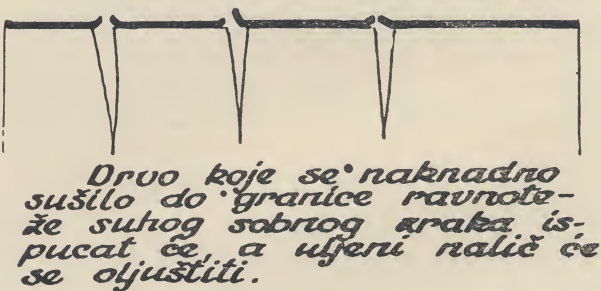 Drvo koje se naknadno
sušilo do granice ravnote-
že suhog sobnog zraka is-
pucat će, a uljeni nalič će
se oljuštiti.